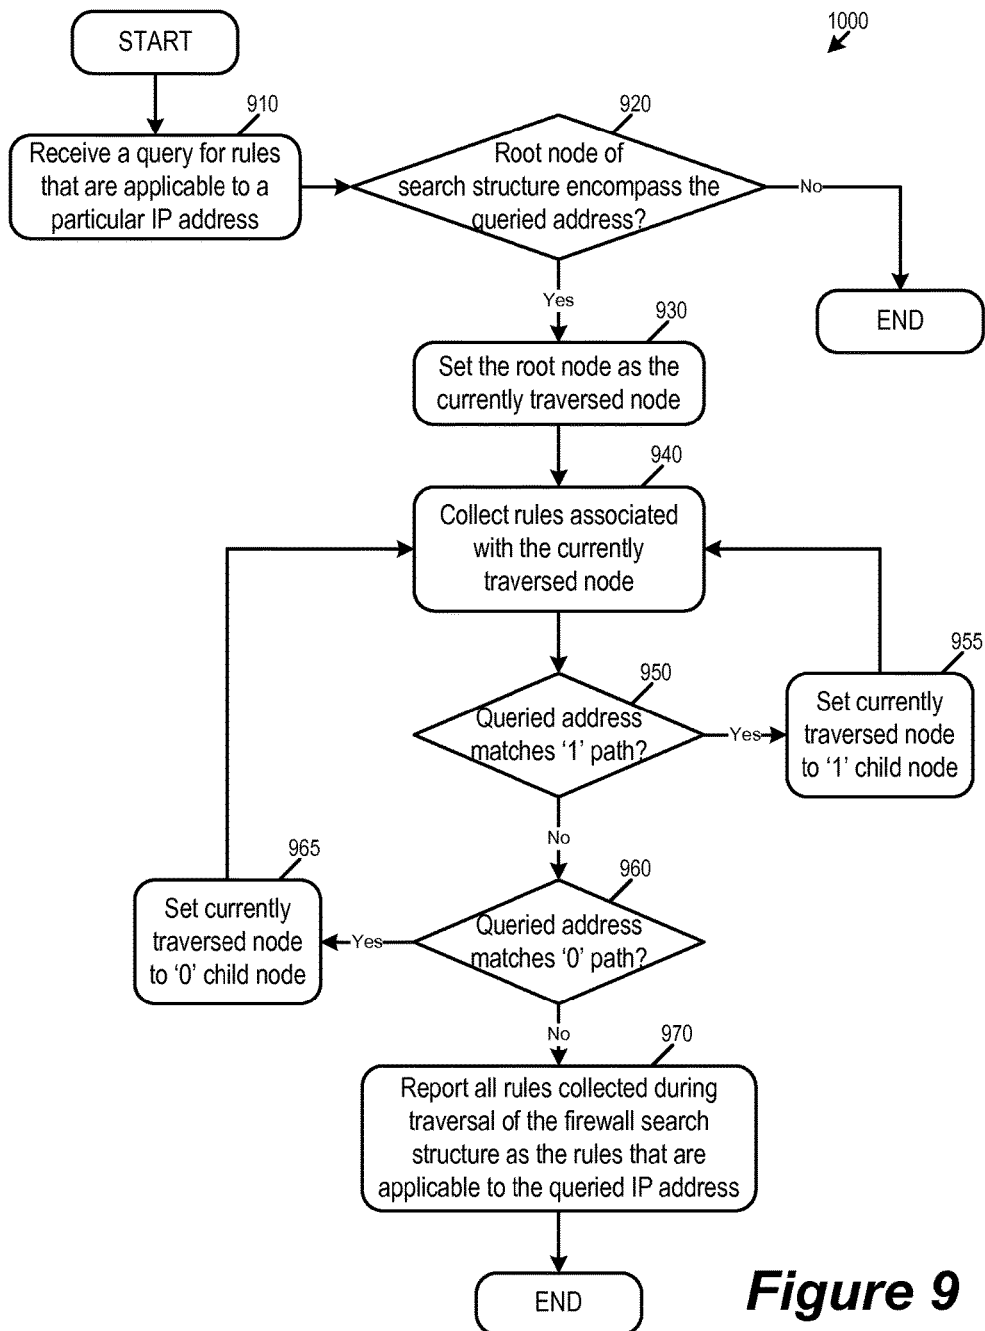 1000
START
910
Receive a query for rules
that are applicable to a
particular IP address
920
Root node of
search structure encompass the
queried address?
No
END
Yes
930
Set the root node as the
currently traversed node
940
Collect rules associated
with the currently
traversed node
950
Queried address
matches ‘1’ path?
Yes
955
Set currently
traversed node
to ‘1’ child node
No
960
Queried address
matches ‘0’ path?
Yes
965
Set currently
traversed node
to ‘0’ child node
No
970
Report all rules collected during
traversal of the firewall search
structure as the rules that are
applicable to the queried IP address
END
Figure 9